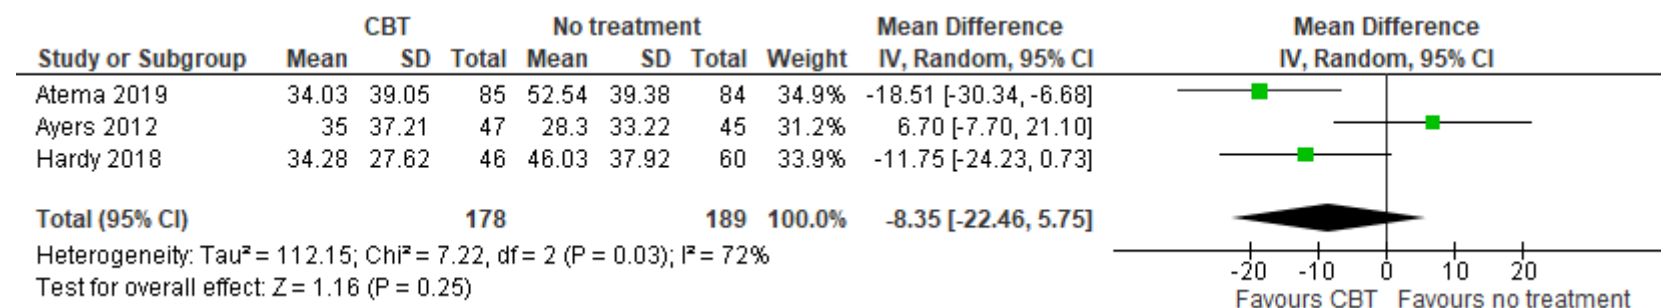 CBT No treatment Mean Difference Mean Difference
Study or Subgroup Mean SD Total Mean SD Total Weight IV, Random, 95% CI IV, Random, 95% CI
Atema 2019 34.03 39.05 85 52.54 39.38 84 34.9% -18.51 [-30.34, -6.68]
Ayers 2012 35 37.21 47 28.3 33.22 45 31.2% 6.70 [-7.70, 21.10]
Hardy 2018 34.28 27.62 46 46.03 37.92 60 33.9% -11.75 [-24.23, 0.73]
Total (95% CI) 178 189 100.0% -8.35 [-22.46, 5.75]
Heterogeneity: Tau² = 112.15; Chi² = 7.22, df = 2 (P = 0.03); I² = 72%
Test for overall effect: Z = 1.16 (P = 0.25)
-20 -10 0 10 20
Favours CBT Favours no treatment